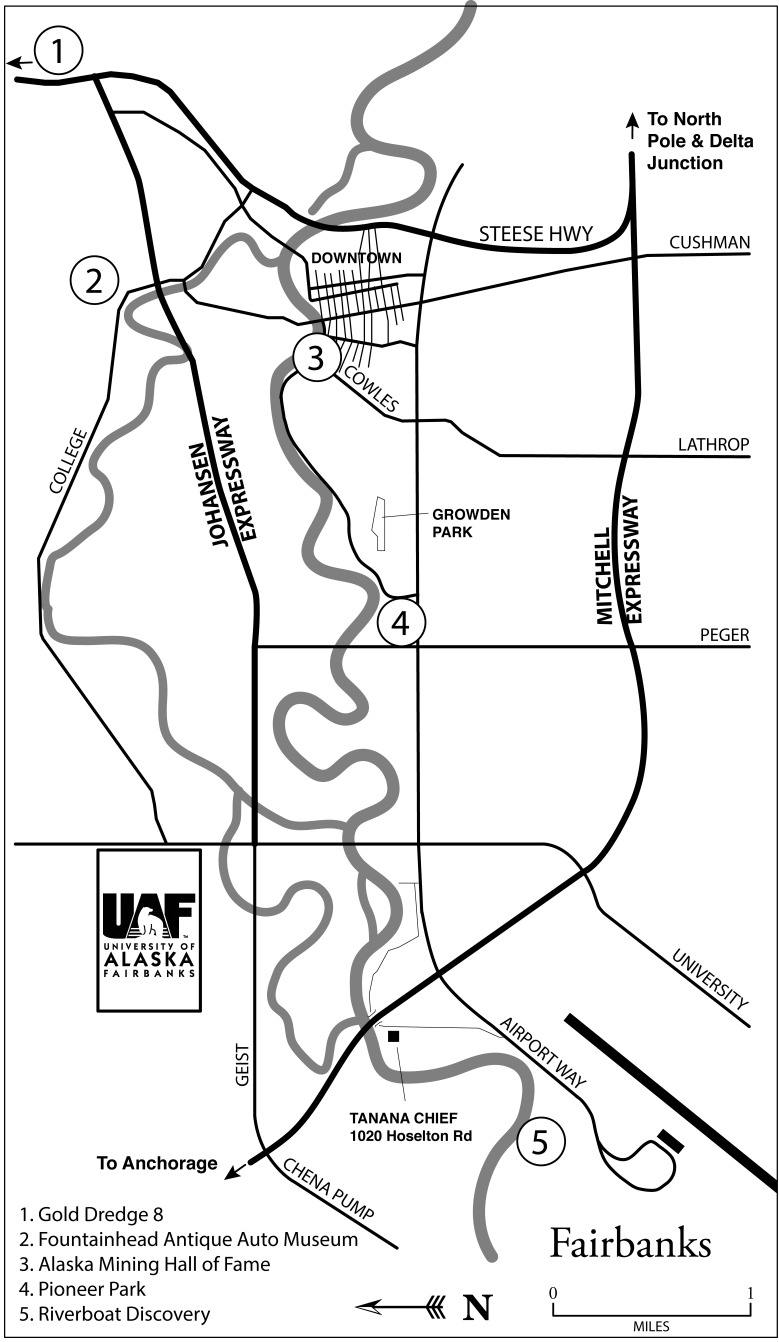 1
To North
Pole & Delta
Junction
STEESE HWY
CUSHMAN
DOWNTOWN
2
3
COWLES
COLLEGE
LATHROP
JOHANSEN
EXPRESSWAY
GROWDEN
PARK
MITCHELL
EXPRESSWAY
4
PEGER
UAF
UNIVERSITY OF
ALASKA
FAIRBANKS
UNIVERSITY
GEIST
AIRPORT WAY
TANANA CHIEF
1020 Hoselton Rd
5
To Anchorage
CHENA PUMP
1. Gold Dredge 8
2. Fountainhead Antique Auto Museum
3. Alaska Mining Hall of Fame
4. Pioneer Park
5. Riverboat Discovery
Fairbanks
N
0 1
MILES